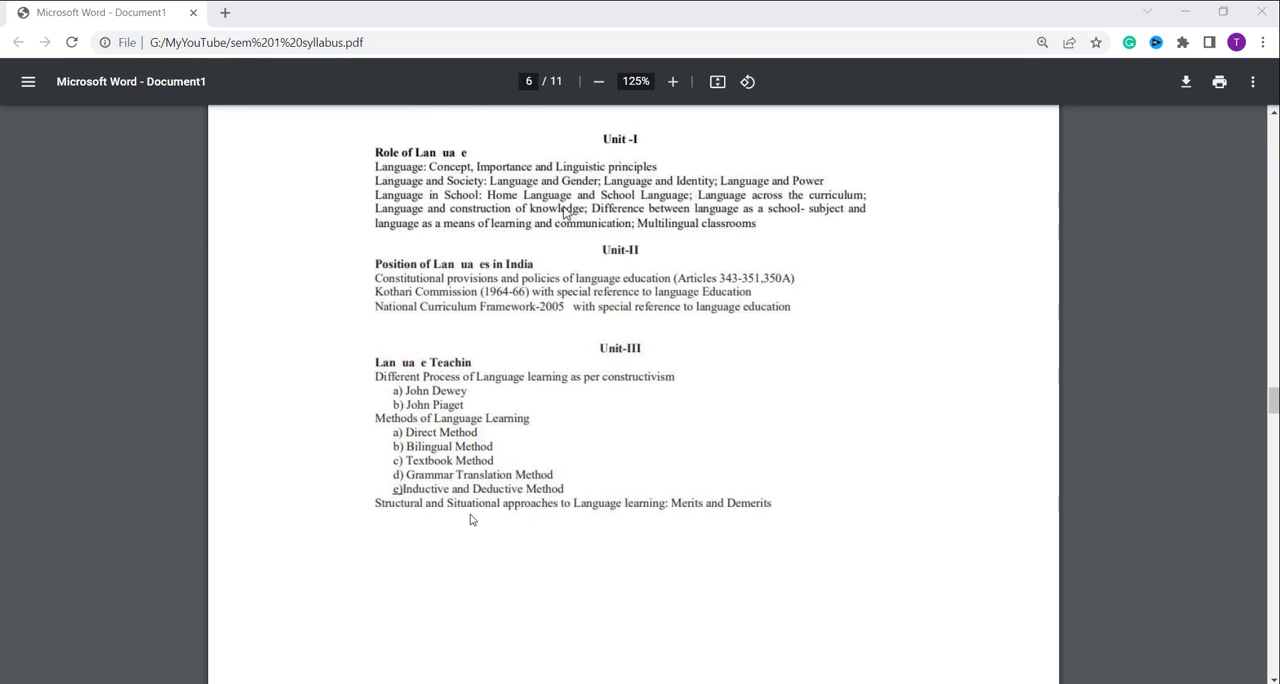 Microsoft Word - Document1
File G:/MyYouTube/sem%201%20syllabus.pdf
T
Microsoft Word - Document1
6 / 11
125%
Unit -I
Role of Lan ua e
Language: Concept, Importance and Linguistic principles
Language and Society: Language and Gender; Language and Identity; Language and Power
Language in School: Home Language and School Language; Language across the curriculum;
Language and construction of knowledge; Difference between language as a school- subject and
language as a means of learning and communication; Multilingual classrooms
Unit-II
Position of Lan ua es in India
Constitutional provisions and policies of language education (Articles 343-351,350A)
Kothari Commission (1964-66) with special reference to language Education
National Curriculum Framework-2005 with special reference to language education
Unit-III
Lan ua e Teachin
Different Process of Language learning as per constructivism
a) John Dewey
b) John Piaget
Methods of Language Learning
a) Direct Method
b) Bilingual Method
c) Textbook Method
d) Grammar Translation Method
e)Inductive and Deductive Method
Structural and Situational approaches to Language learning: Merits and Demerits